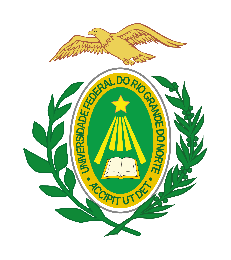 UNIVERSIDADE FEDERAL DO RIO GRANDE DO NORTE
ACCIPIT UT DET